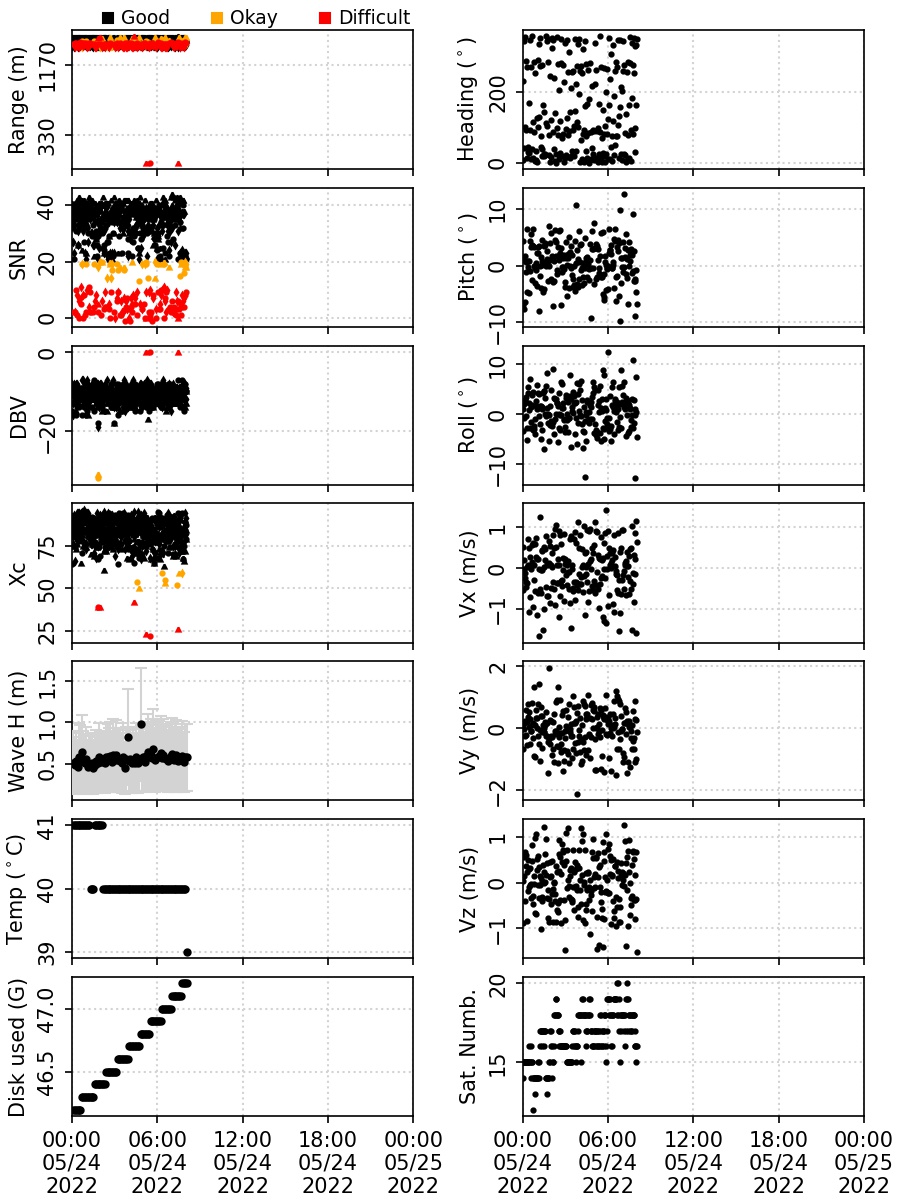 Good Okay Difficult
Range (m)
1170
330
Heading (°)
200
0
SNR
40
20
0
Pitch (°)
10
0
−10
DBV
0
−20
Roll (°)
10
0
−10
Xc
75
50
25
Vx (m/s)
1
0
−1
Wave H (m)
1.5
1.0
0.5
Vy (m/s)
2
0
−2
Temp (°C)
41
40
39
Vz (m/s)
1
0
−1
Disk used (G)
47.0
46.5
Sat. Numb.
20
15
00:00 06:00 12:00 18:00 00:00
05/24 05/24 05/24 05/24 05/25
2022 2022 2022 2022 2022
00:00 06:00 12:00 18:00 00:00
05/24 05/24 05/24 05/24 05/25
2022 2022 2022 2022 2022